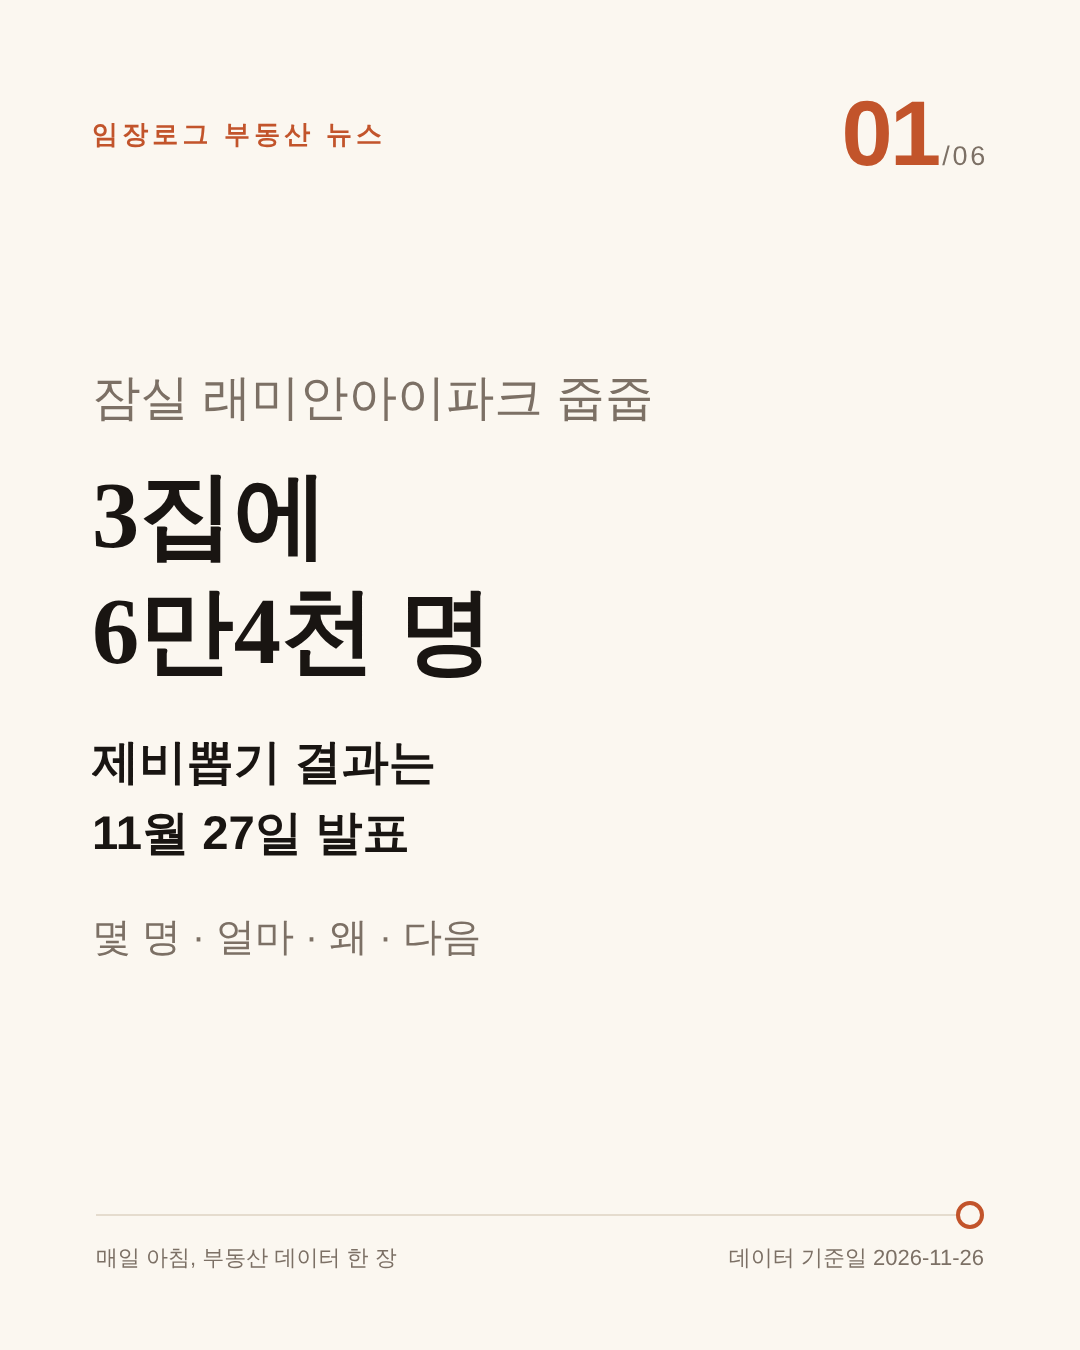 임장로그 부동산 뉴스
01/06
잠실 래미안아이파크 줍줍
3집에
6만4천 명
제비뽑기 결과는
11월 27일 발표
몇 명 · 얼마 · 왜 · 다음
매일 아침, 부동산 데이터 한 장
데이터 기준일 2026-11-26